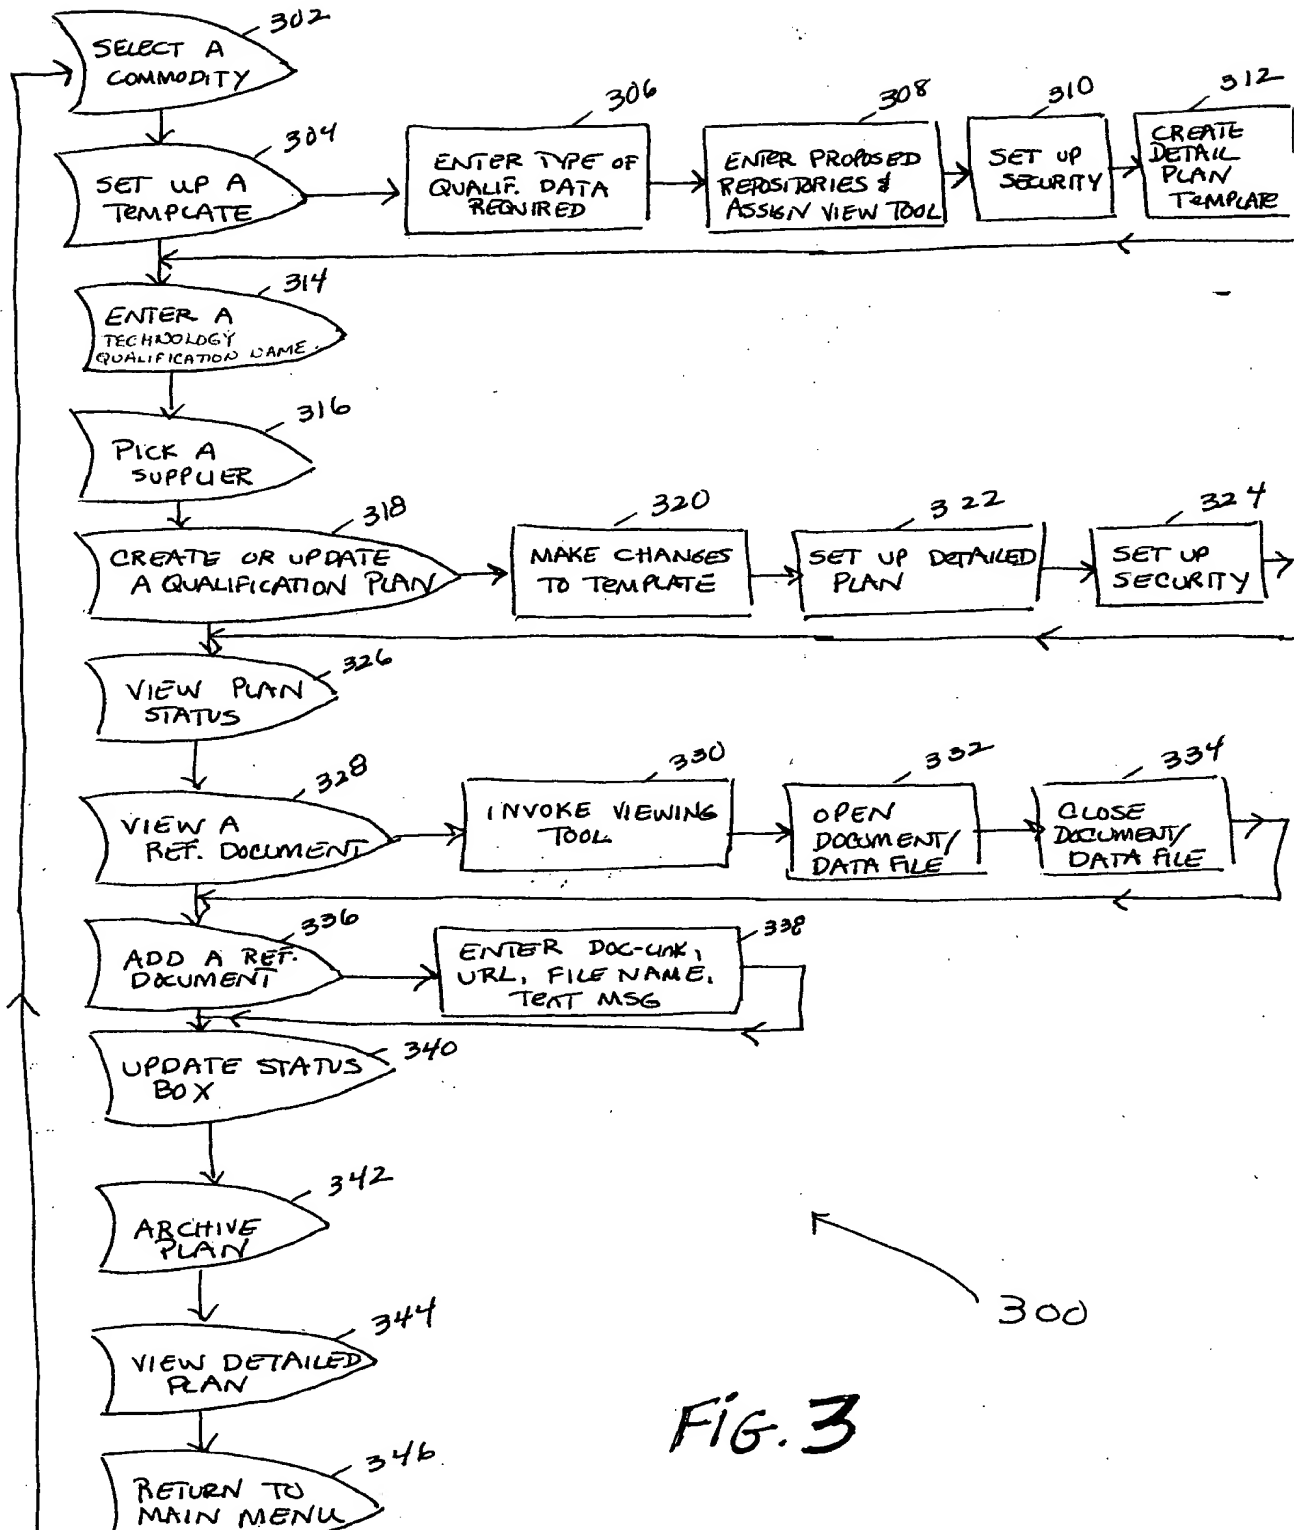 302
SELECT A
COMMODITY
304
SET UP A
TEMPLATE
306
ENTER TYPE OF
QUALIF. DATA
REQUIRED
308
ENTER PROPOSED
REPOSITORIES &
ASSIGN VIEW TOOL
310
SET UP
SECURITY
312
CREATE
DETAIL
PLAN
TEMPLATE
314
ENTER A
TECHNOLOGY
QUALIFICATION NAME.
316
PICK A
SUPPLIER
318
CREATE OR UPDATE
A QUALIFICATION PLAN
320
MAKE CHANGES
TO TEMPLATE
322
SET UP DETAILED
PLAN
324
SET UP
SECURITY
326
VIEW PLAN
STATUS
328
VIEW A
REF. DOCUMENT
330
INVOKE VIEWING
TOOL
332
OPEN
DOCUMENT/
DATA FILE
334
CLOSE
DOCUMENT/
DATA FILE
336
ADD A REF.
DOCUMENT
338
ENTER DOC-LINK,
URL, FILE NAME,
TEXT MSG
340
UPDATE STATUS
BOX
342
ARCHIVE
PLAN
344
VIEW DETAILED
PLAN
346
RETURN TO
MAIN MENU
300
FIG. 3